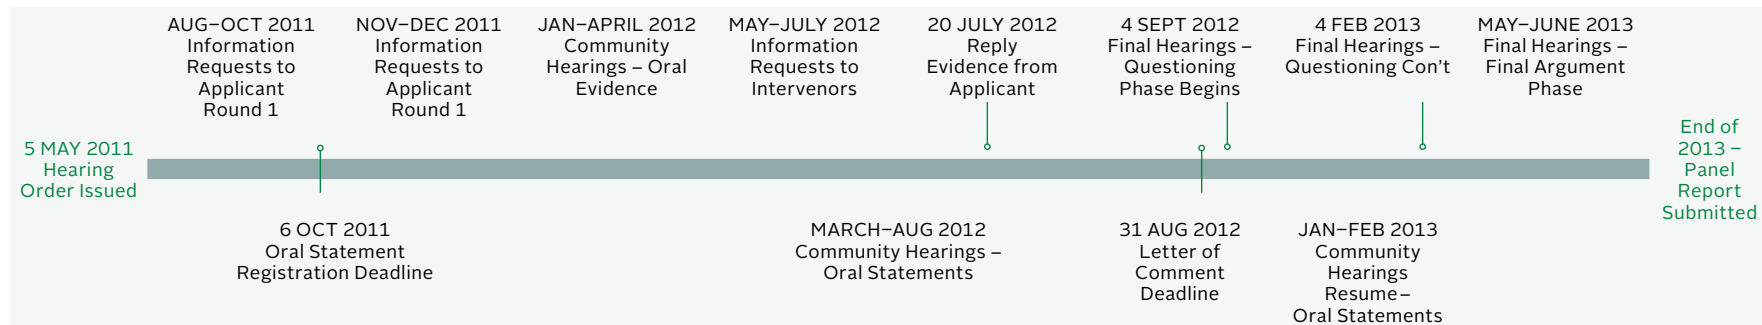 AUG–OCT 2011
Information
Requests to
Applicant
Round 1
NOV–DEC 2011
Information
Requests to
Applicant
Round 1
JAN–APRIL 2012
Community
Hearings – Oral
Evidence
MAY–JULY 2012
Information
Requests to
Intervenors
20 JULY 2012
Reply
Evidence from
Applicant
4 SEPT 2012
Final Hearings –
Questioning
Phase Begins
4 FEB 2013
Final Hearings –
Questioning Con't
MAY–JUNE 2013
Final Hearings –
Final Argument
Phase
5 MAY 2011
Hearing
Order Issued
End of
2013 –
Panel
Report
Submitted
6 OCT 2011
Oral Statement
Registration Deadline
MARCH–AUG 2012
Community Hearings –
Oral Statements
31 AUG 2012
Letter of
Comment
Deadline
JAN–FEB 2013
Community
Hearings
Resume–
Oral Statements